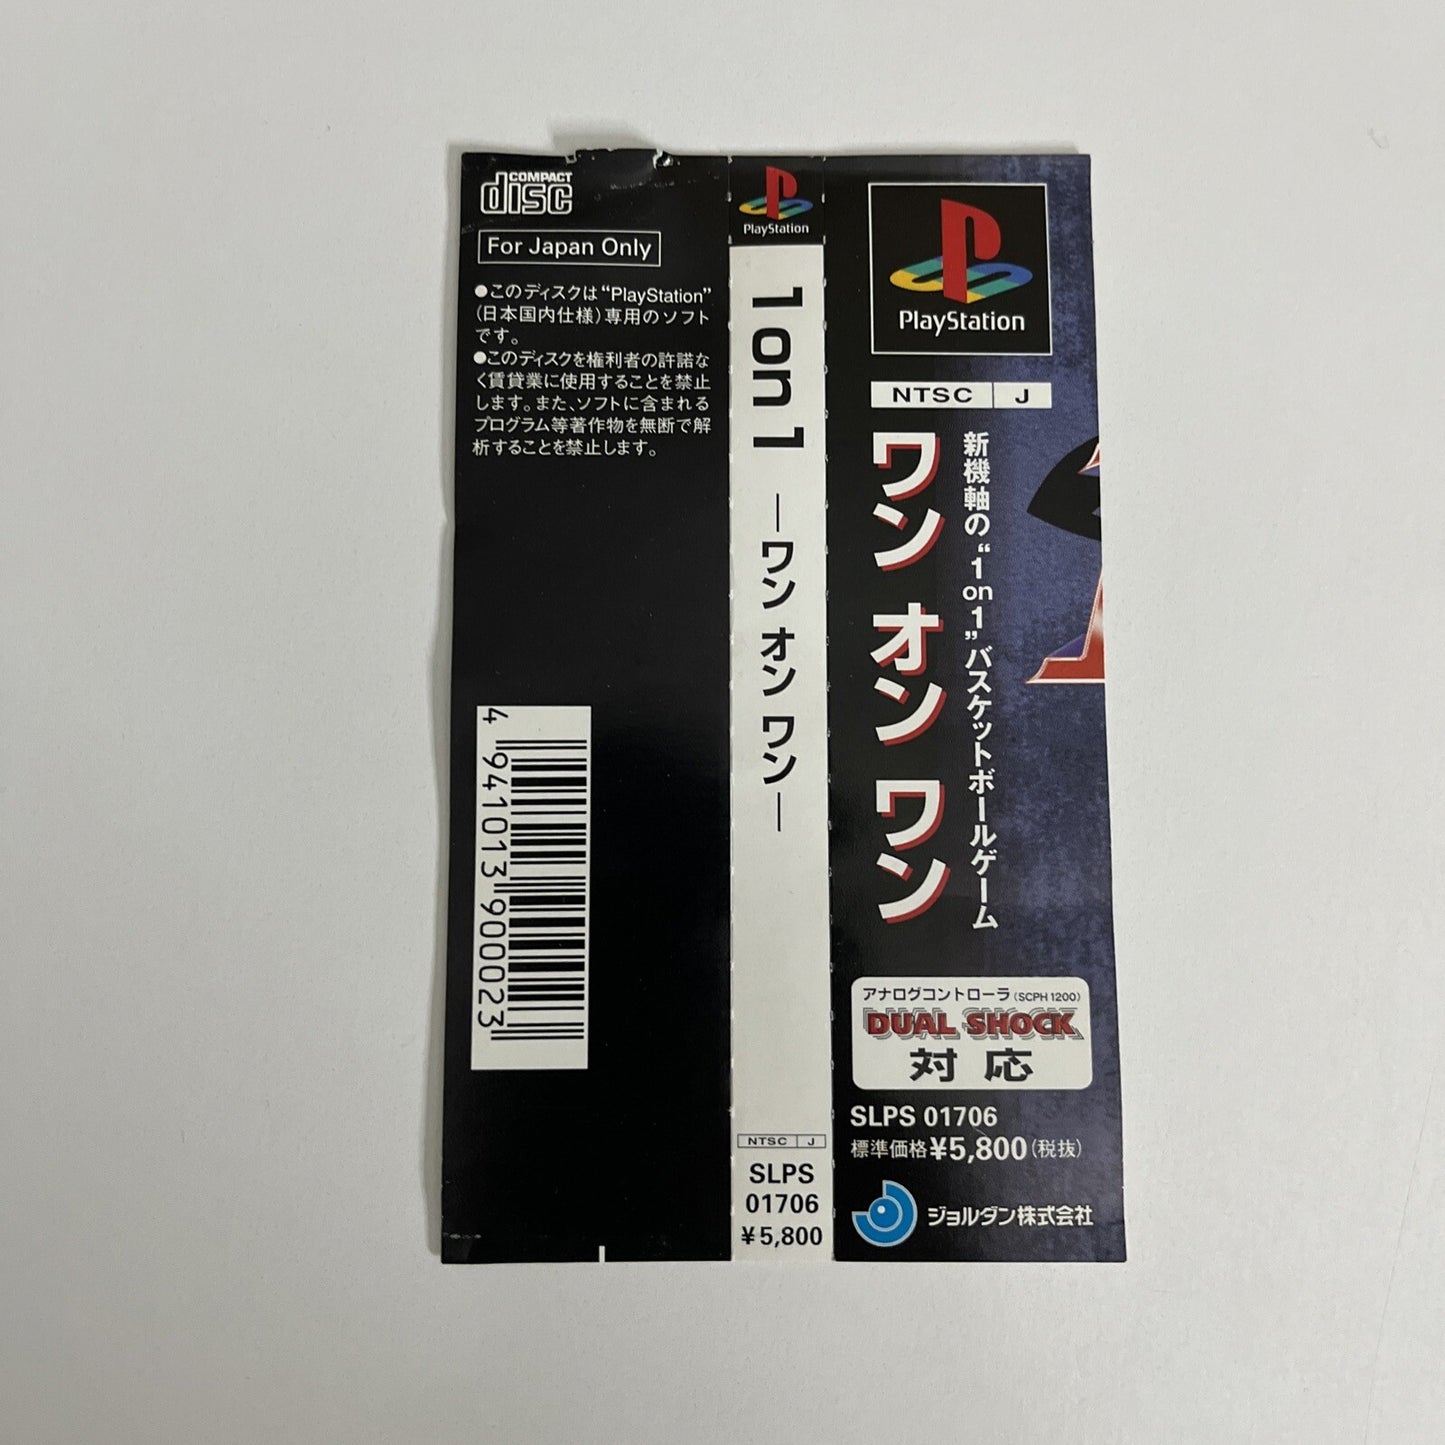 COMPACT
disc
For Japan Only
●このディスクは“PlayStation”
(日本国内仕様)専用のソフト
です。
●このディスクを権利者の許諾な
く賃貸業に使用することを禁止
します。また、ソフトに含まれる
プログラム等著作物を無断で解
析することを禁止します。
4 941013 900023
PlayStation
1 on 1
―ワン オン ワン―
NTSC J
SLPS
01706
¥5,800
PlayStation
NTSC J
新機軸の“1 on 1”バスケットボールゲーム
ワン オン ワン
アナログコントローラ(SCPH 1200)
DUAL SHOCK
対応
SLPS 01706
標準価格¥5,800(税抜)
ジョルダン株式会社